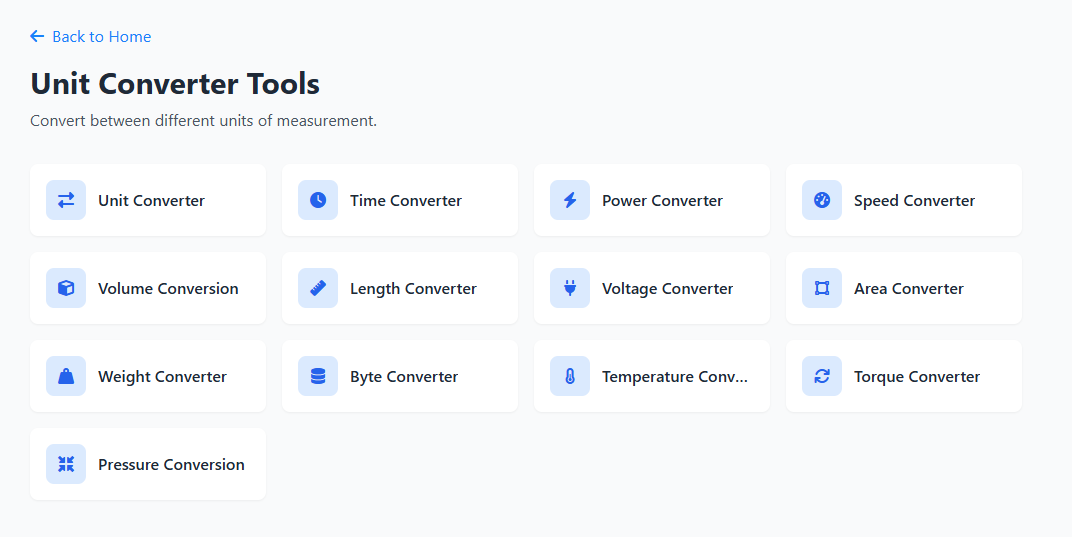 Back to Home
Unit Converter Tools
Convert between different units of measurement.
Unit Converter
Time Converter
Power Converter
Speed Converter
Volume Conversion
Length Converter
Voltage Converter
Area Converter
Weight Converter
Byte Converter
Temperature Conv...
Torque Converter
Pressure Conversion